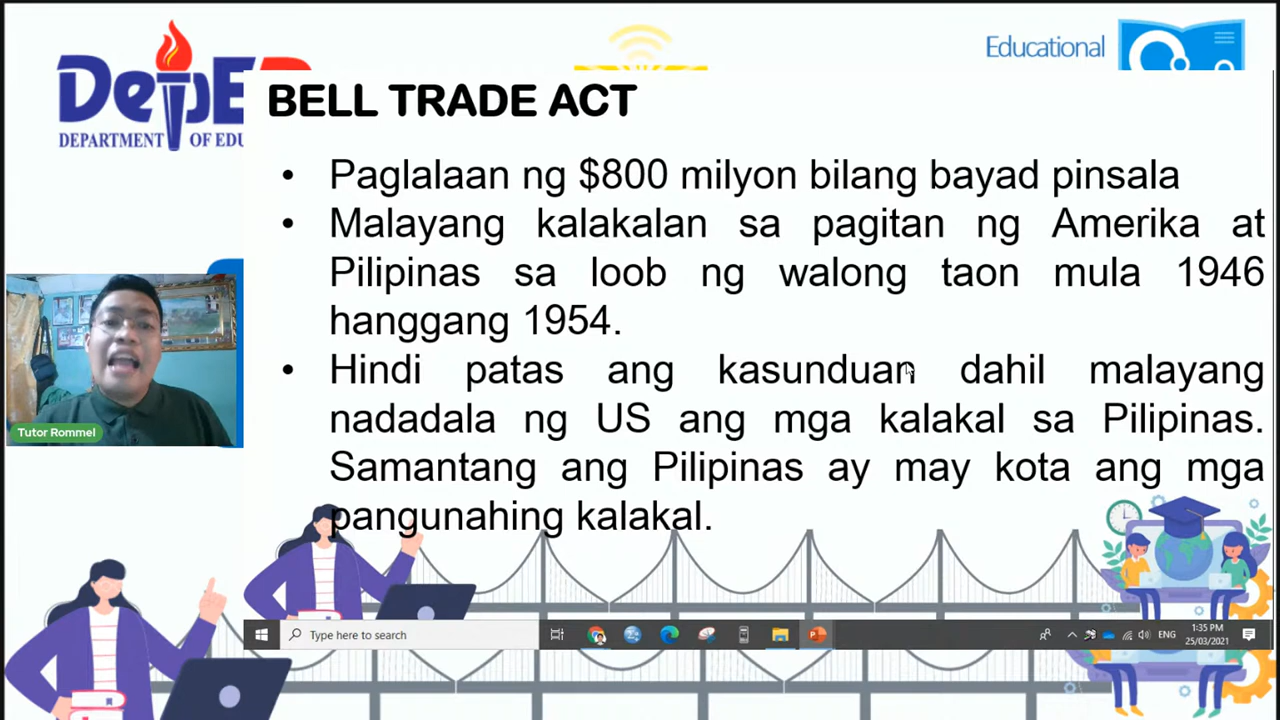 DepED
DEPARTMENT OF EDU
Educational
BELL TRADE ACT
• Paglalaan ng $800 milyon bilang bayad pinsala
• Malayang kalakalan sa pagitan ng Amerika at
Pilipinas sa loob ng walong taon mula 1946
hanggang 1954.
• Hindi patas ang kasunduan dahil malayang
nadadala ng US ang mga kalakal sa Pilipinas.
Samantang ang Pilipinas ay may kota ang mga
pangunahing kalakal.
Tutor Rommel
Type here to search
ENG
1:35 PM
25/03/2021